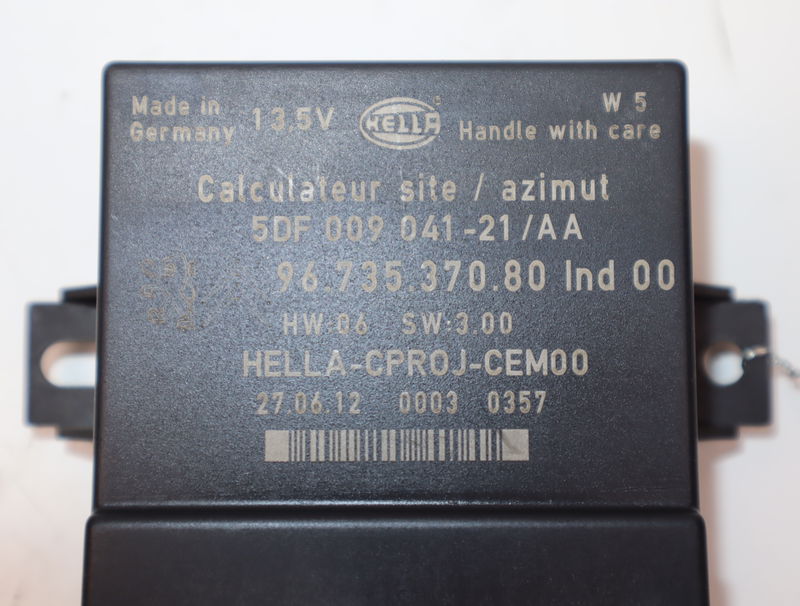 Made in
Germany
13,5V
HELLA
W 5
Handle with care
Calculateur site / azimut
5DF 009 041-21/AA
96.735.370.80 Ind 00
HW:06 SW:3.00
HELLA-CPROJ-CEM00
27.06.12 0003 0357